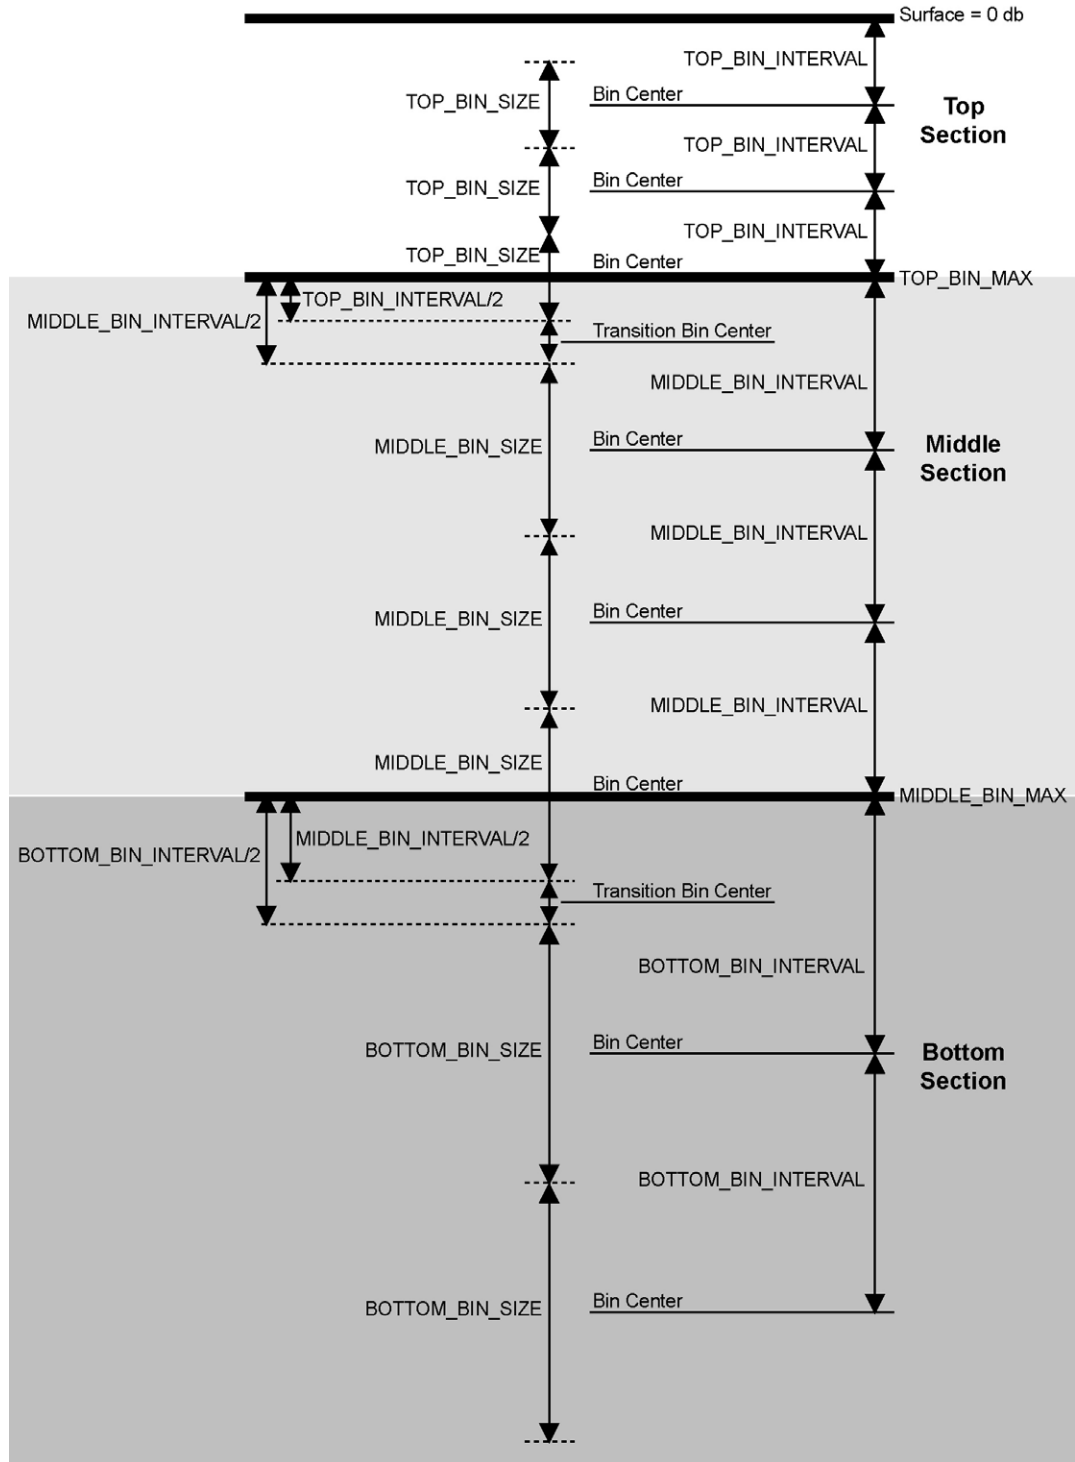 Surface = 0 db
TOP_BIN_INTERVAL
Bin Center
TOP_BIN_SIZE
Top
Section
TOP_BIN_INTERVAL
Bin Center
TOP_BIN_SIZE
TOP_BIN_INTERVAL
TOP_BIN_SIZE
Bin Center
TOP_BIN_MAX
TOP_BIN_INTERVAL/2
MIDDLE_BIN_INTERVAL/2
Transition Bin Center
MIDDLE_BIN_INTERVAL
Bin Center
MIDDLE_BIN_SIZE
Middle
Section
MIDDLE_BIN_INTERVAL
Bin Center
MIDDLE_BIN_SIZE
MIDDLE_BIN_INTERVAL
MIDDLE_BIN_SIZE
Bin Center
MIDDLE_BIN_MAX
MIDDLE_BIN_INTERVAL/2
BOTTOM_BIN_INTERVAL/2
Transition Bin Center
BOTTOM_BIN_INTERVAL
Bin Center
BOTTOM_BIN_SIZE
Bottom
Section
BOTTOM_BIN_INTERVAL
Bin Center
BOTTOM_BIN_SIZE